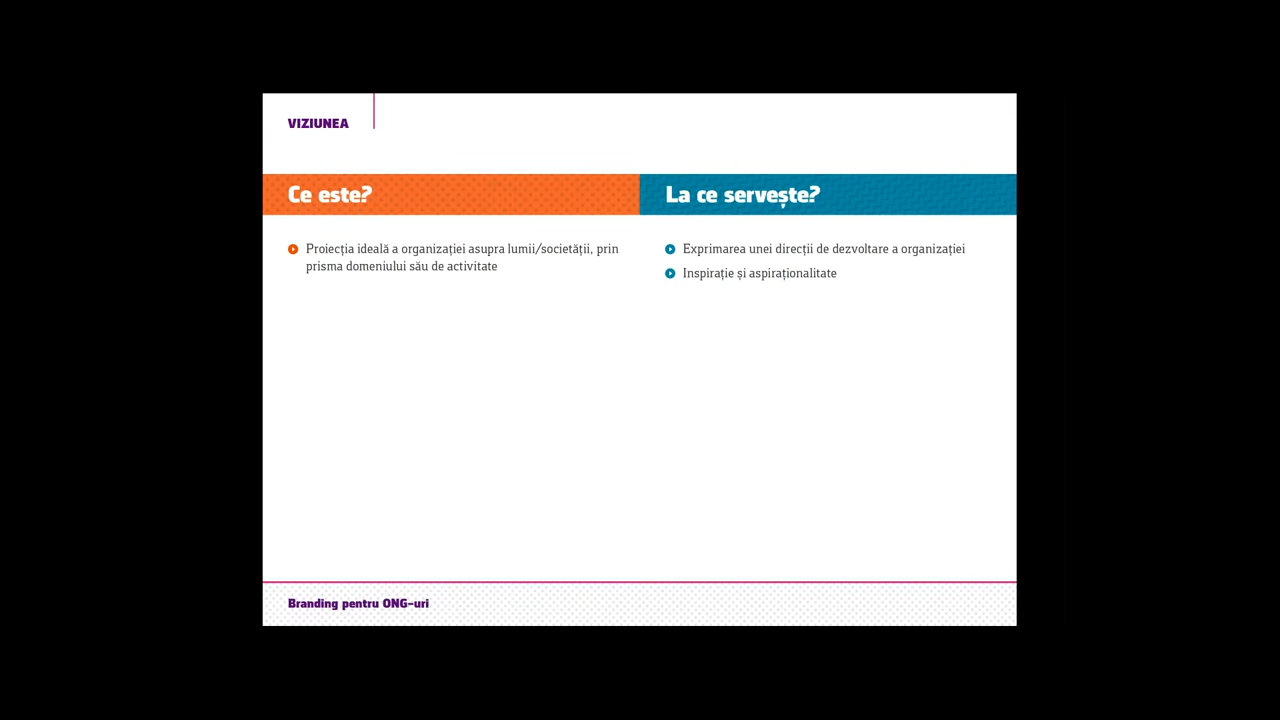 VIZIUNEA
Ce este?
Proiecția ideală a organizației asupra lumii/societății, prin
prisma domeniului său de activitate
La ce servește?
Exprimarea unei direcții de dezvoltare a organizației
Inspirație și aspiraționalitate
Branding pentru ONG-uri